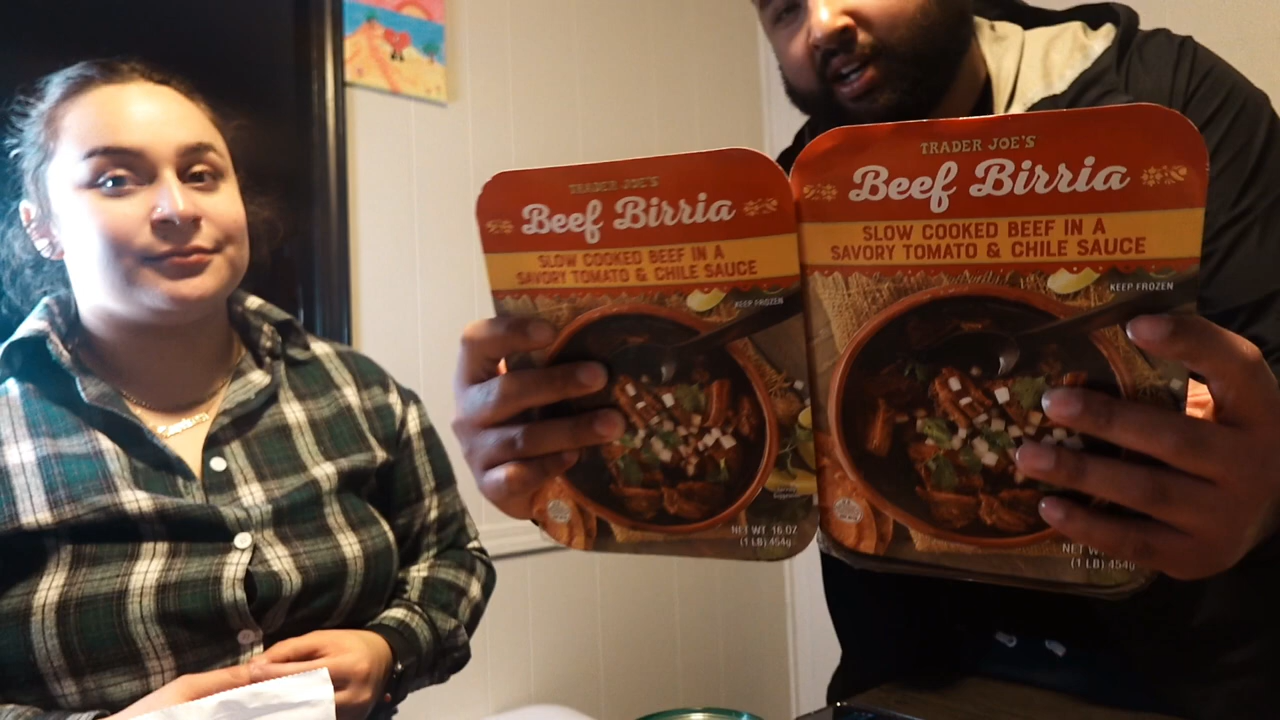 TRADER JOE'S
Beef Birria
SLOW COOKED BEEF IN A
SAVORY TOMATO & CHILE SAUCE
KEEP FROZEN
NET WT 16 OZ
(1 LB) 454g
TRADER JOE'S
Beef Birria
SLOW COOKED BEEF IN A
SAVORY TOMATO & CHILE SAUCE
KEEP FROZEN
NET
(1 LB) 454g